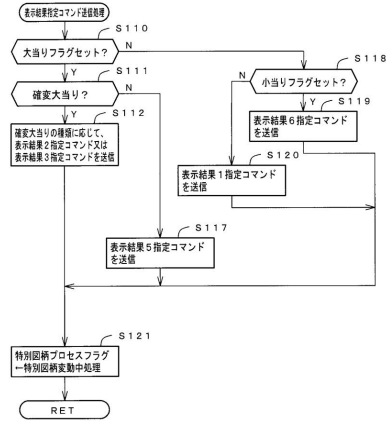 表示結果指定コマンド送信処理
S110
大当りフラグセット？
N
S118
Y
S111
小当りフラグセット？
N
確変大当り？
N
Y
S119
Y
S112
表示結果6指定コマンド
を送信
確変大当りの種類に応じて、
表示結果2指定コマンド又は
表示結果3指定コマンドを送信
S120
表示結果1指定コマンド
を送信
S117
表示結果5指定コマンド
を送信
S121
特別図柄プロセスフラグ
←特別図柄変動中処理
RET